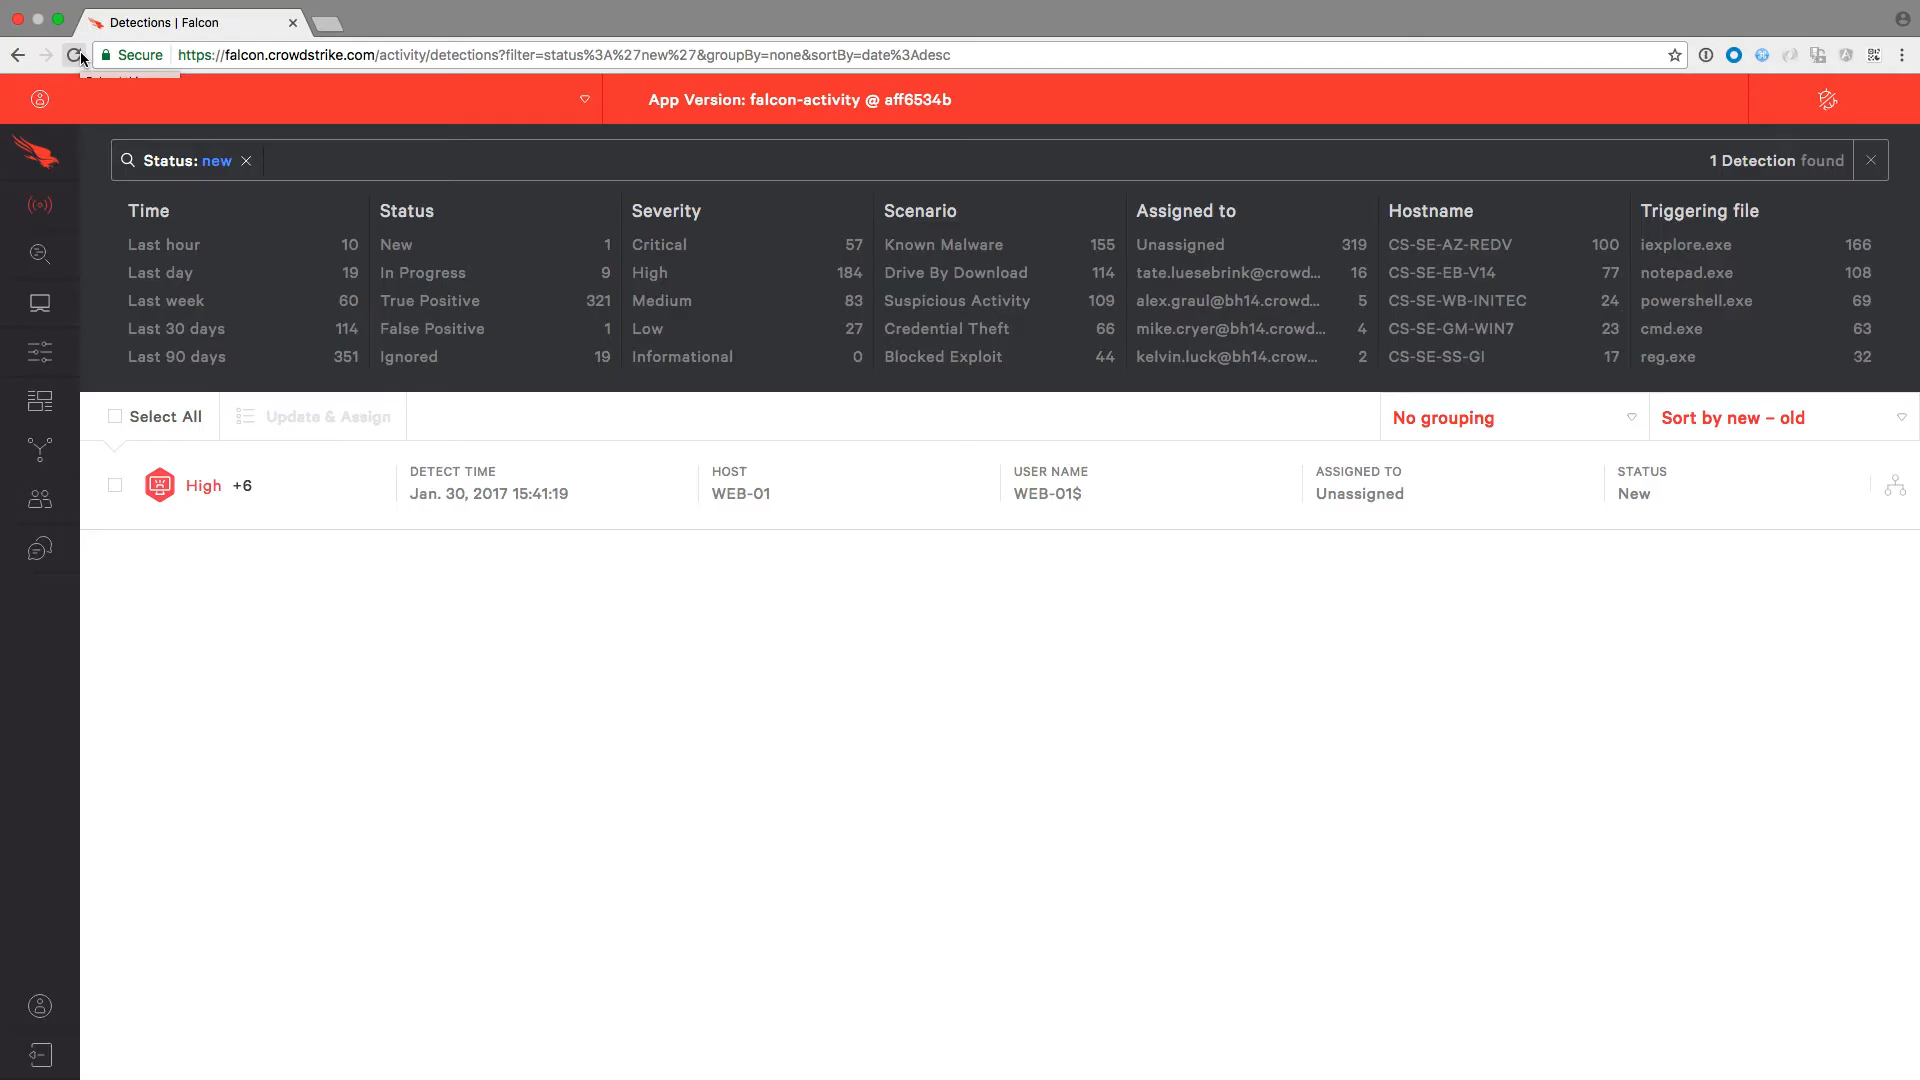 Detections | Falcon
Secure https://falcon.crowdstrike.com/activity/detections?filter=status%3A%27new%27&groupBy=none&sortBy=date%3Adesc
App Version: falcon-activity @ aff6534b
Status: new
1 Detection found
Time
Last hour 10
Last day 19
Last week 60
Last 30 days 114
Last 90 days 351
Status
New 1
In Progress 9
True Positive 321
False Positive 1
Ignored 19
Severity
Critical 57
High 184
Medium 83
Low 27
Informational 0
Scenario
Known Malware 155
Drive By Download 114
Suspicious Activity 109
Credential Theft 66
Blocked Exploit 44
Assigned to
Unassigned 319
tate.luesebrink@crowd... 16
alex.graul@bh14.crowd... 5
mike.cryer@bh14.crowd... 4
kelvin.luck@bh14.crow... 2
Hostname
CS-SE-AZ-REDV 100
CS-SE-EB-V14 77
CS-SE-WB-INITEC 24
CS-SE-GM-WIN7 23
CS-SE-SS-GI 17
Triggering file
iexplore.exe 166
notepad.exe 108
powershell.exe 69
cmd.exe 63
reg.exe 32
Select All
Update & Assign
No grouping
Sort by new – old
High +6
DETECT TIME
Jan. 30, 2017 15:41:19
HOST
WEB-01
USER NAME
WEB-01$
ASSIGNED TO
Unassigned
STATUS
New